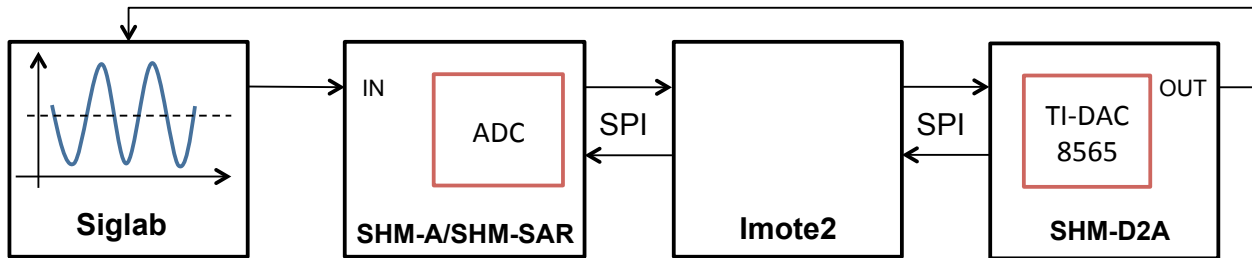 Siglab
IN
ADC
SHM-A/SHM-SAR
SPI
Imote2
SPI
TI-DAC
8565
OUT
SHM-D2A